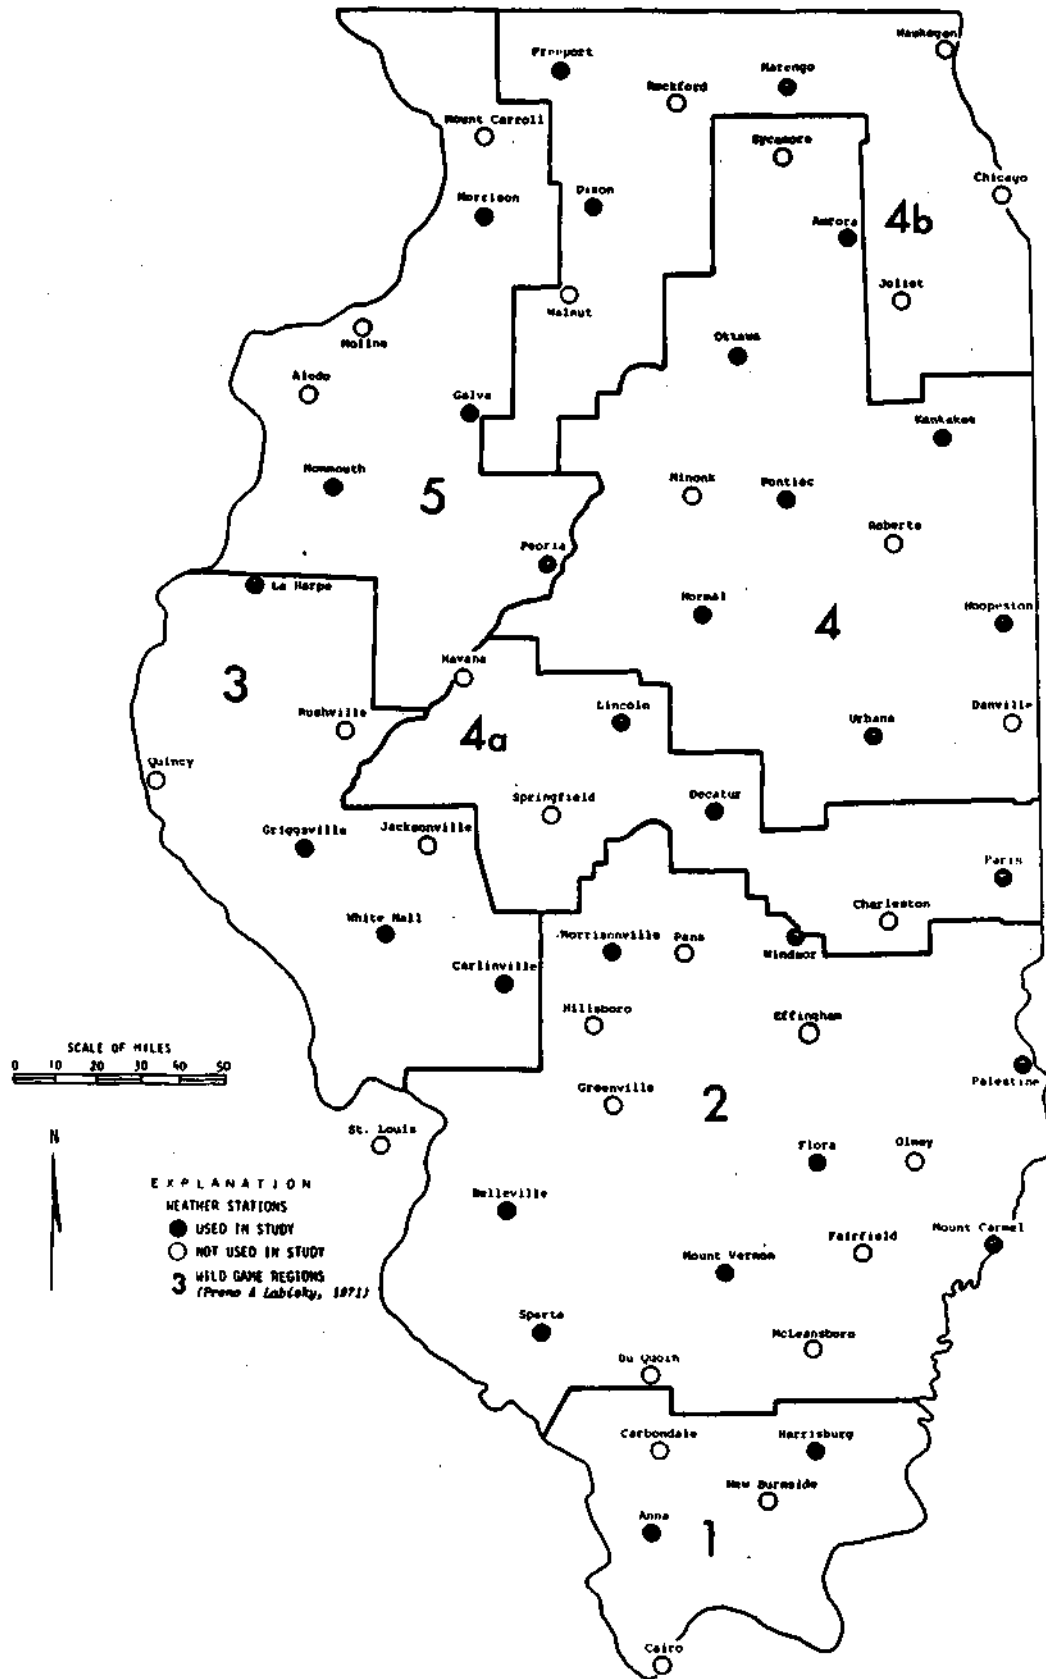 Waukegan
Freeport
Marengo
Rockford
Mount Carroll
Sycamore
Chicago
Dixon
Morrison
4b
Aurora
Joliet
Walnut
Moline
Ottawa
Aledo
Galva
Kankakee
Monmouth
Minonk
Pontiac
5
Roberts
Peoria
La Harpe
Normal
4
Hoopeston
Havana
3
Rushville
Lincoln
Danville
4a
Urbana
Quincy
Springfield
Decatur
Griggsville
Jacksonville
Paris
Charleston
White Hall
Morrisonville
Pana
Windsor
Carlinville
Hillsboro
Effingham
SCALE OF MILES
0 10 20 30 40 50
Palestine
Greenville
2
N
St. Louis
Flora
Olney
EXPLANATION
WEATHER STATIONS
USED IN STUDY
NOT USED IN STUDY
3 WILD GAME REGIONS
(Preno & Labisky, 1971)
Belleville
Mount Carmel
Fairfield
Mount Vernon
Sparta
McLeansboro
Du Quoin
Carbondale
Harrisburg
New Burnside
Anna
1
Cairo